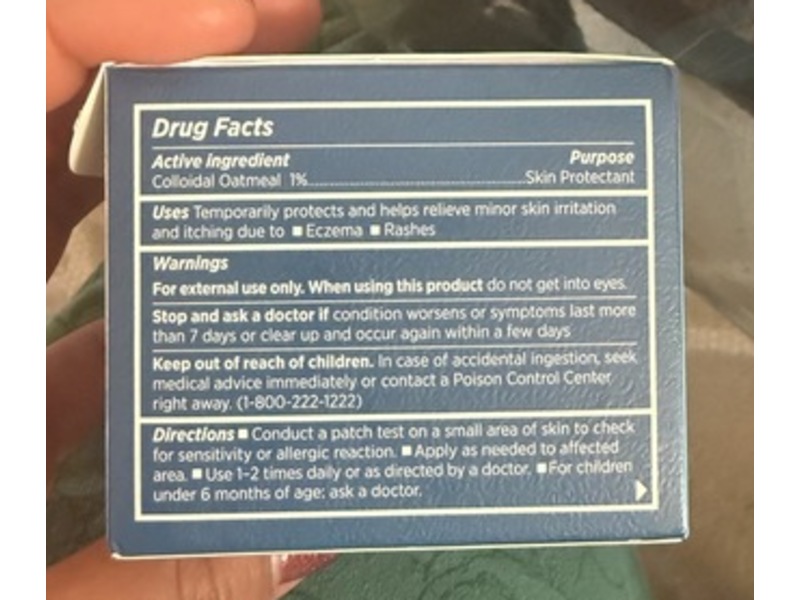 Drug Facts
Active Ingredient Purpose
Colloidal Oatmeal 1%..........Skin Protectant
Uses Temporarily protects and helps relieve minor skin irritation
and itching due to ■ Eczema ■ Rashes
Warnings
For external use only. When using this product do not get into eyes.
Stop and ask a doctor if condition worsens or symptoms last more
than 7 days or clear up and occur again within a few days
Keep out of reach of children. In case of accidental ingestion, seek
medical advice immediately or contact a Poison Control Center
right away. (1-800-222-1222)
Directions ■ Conduct a patch test on a small area of skin to check
for sensitivity or allergic reaction. ■ Apply as needed to affected
area. ■ Use 1-2 times daily or as directed by a doctor. ■ For children
under 6 months of age: ask a doctor.